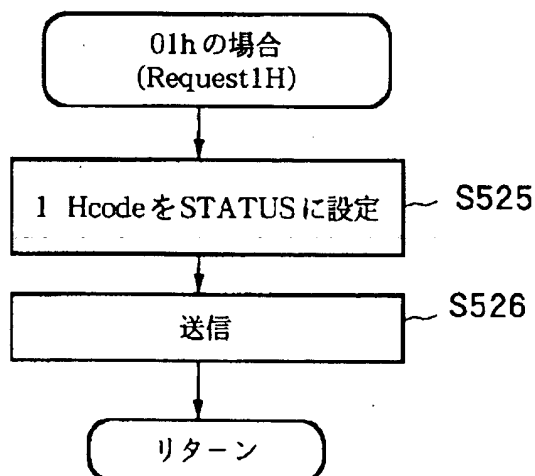 01hの場合
(Request1H)
1 HcodeをSTATUSに設定
S525
送信
S526
リターン